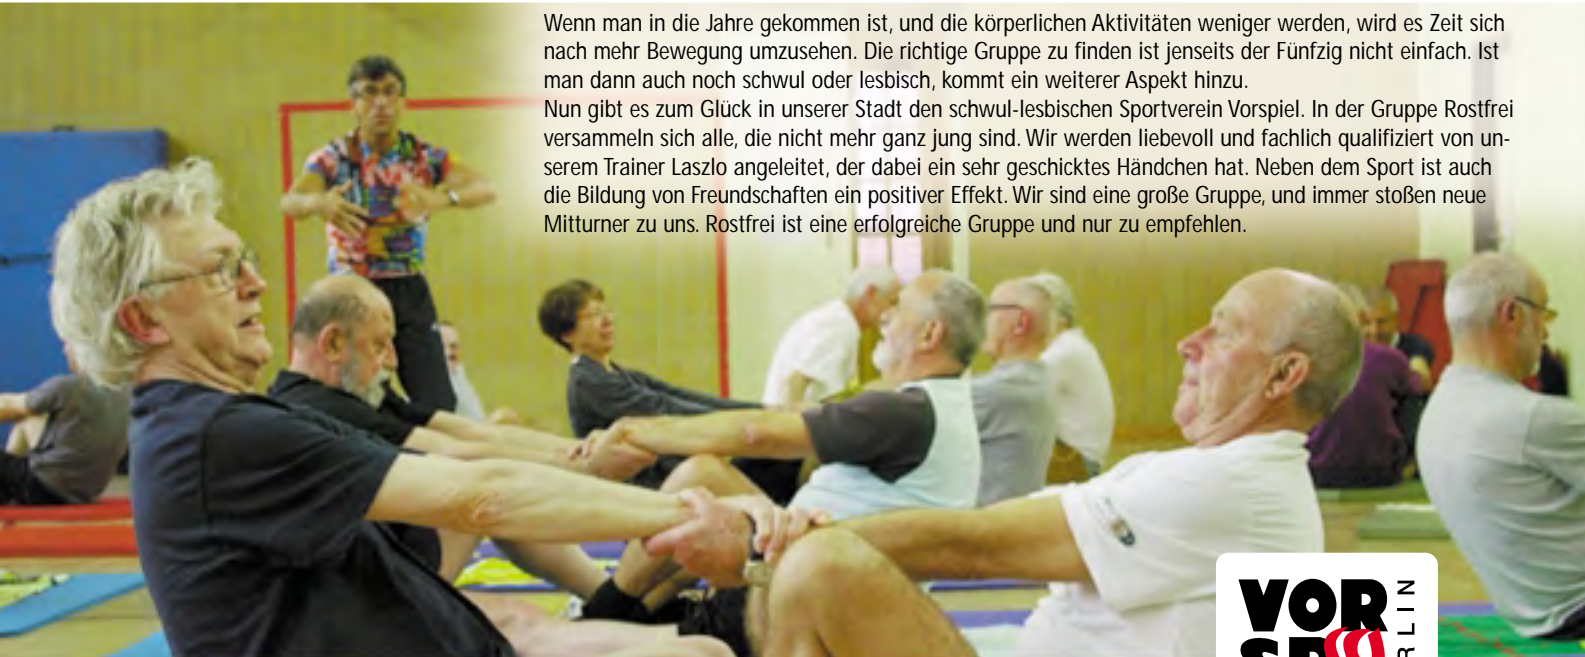 Wenn man in die Jahre gekommen ist, und die körperlichen Aktivitäten weniger werden, wird es Zeit sich
nach mehr Bewegung umzusehen. Die richtige Gruppe zu finden ist jenseits der Fünfzig nicht einfach. Ist
man dann auch noch schwul oder lesbisch, kommt ein weiterer Aspekt hinzu.
Nun gibt es zum Glück in unserer Stadt den schwul-lesbischen Sportverein Vorspiel. In der Gruppe Rostfrei
versammeln sich alle, die nicht mehr ganz jung sind. Wir werden liebevoll und fachlich qualifiziert von un-
serem Trainer Laszlo angeleitet, der dabei ein sehr geschicktes Händchen hat. Neben dem Sport ist auch
die Bildung von Freundschaften ein positiver Effekt. Wir sind eine große Gruppe, und immer stoßen neue
Mitturner zu uns. Rostfrei ist eine erfolgreiche Gruppe und nur zu empfehlen.
VOR